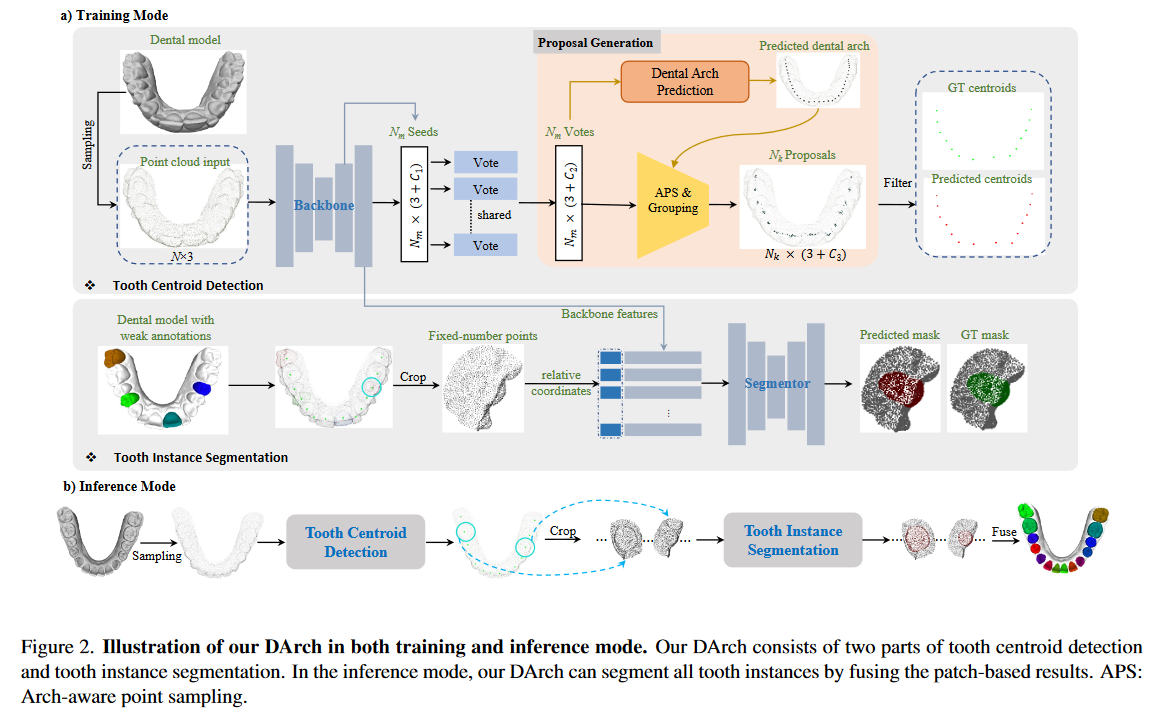 a) Training Mode
Dental model
Sampling
Point cloud input
N×3
Backbone
N_m Seeds
N_m × (3 + C_1)
Vote
Vote
shared
Vote
Proposal Generation
N_m Votes
N_m × (3 + C_2)
Dental Arch
Prediction
Predicted dental arch
APS &
Grouping
N_k Proposals
N_k × (3 + C_3)
Filter
GT centroids
Predicted centroids
❖ Tooth Centroid Detection
Dental model with
weak annotations
Crop
Fixed-number points
relative
coordinates
Backbone features
Segmentor
Predicted mask
GT mask
❖ Tooth Instance Segmentation
b) Inference Mode
Sampling
Tooth Centroid
Detection
Crop
Tooth Instance
Segmentation
Fuse
Figure 2. Illustration of our DArch in both training and inference mode. Our DArch consists of two parts of tooth centroid detection
and tooth instance segmentation. In the inference mode, our DArch can segment all tooth instances by fusing the patch-based results. APS:
Arch-aware point sampling.